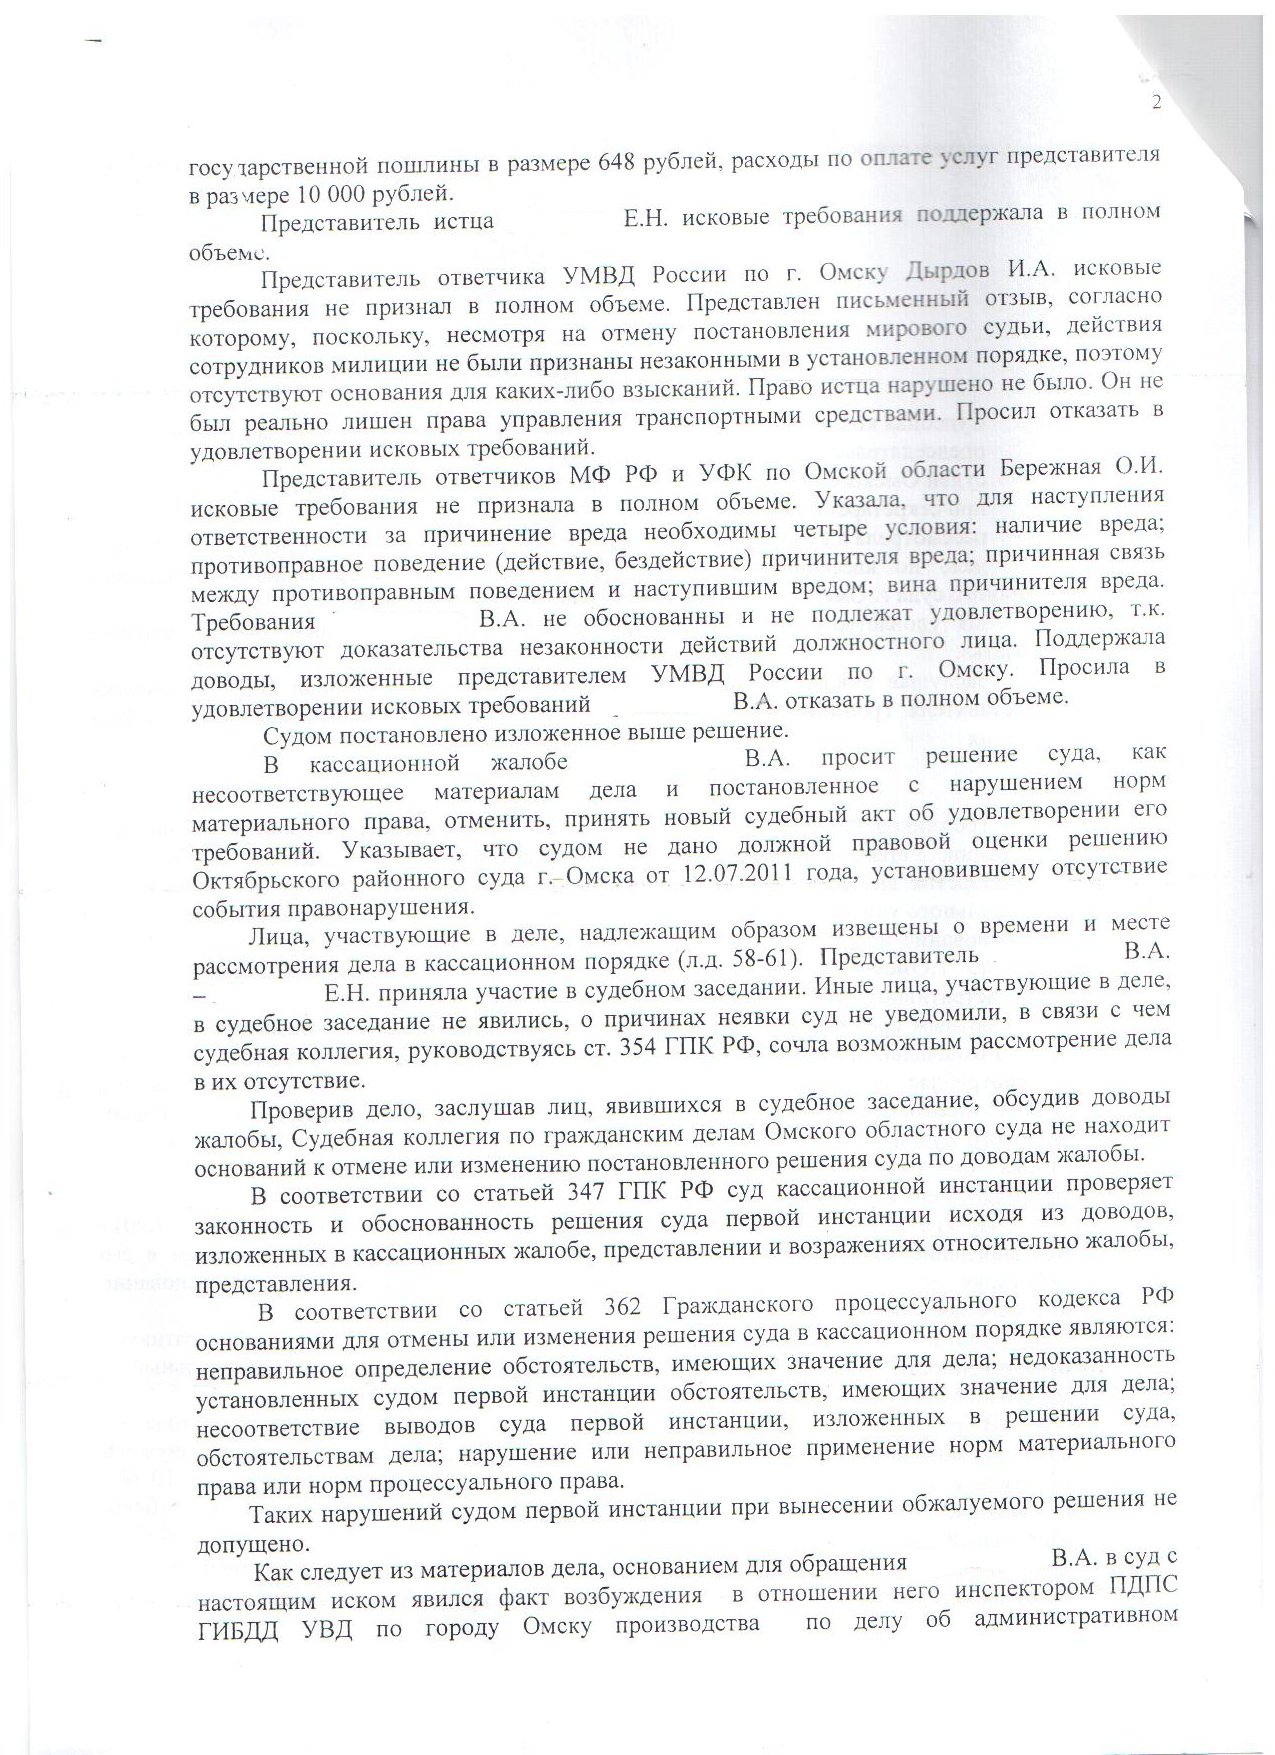 2
государственной пошлины в размере 648 рублей, расходы по оплате услуг представителя
в размере 10 000 рублей.
Представитель истца Е.Н. исковые требования поддержала в полном
объеме.
Представитель ответчика УМВД России по г. Омску Дырдов И.А. исковые
требования не признал в полном объеме. Представлен письменный отзыв, согласно
которому, поскольку, несмотря на отмену постановления мирового судьи, действия
сотрудников милиции не были признаны незаконными в установленном порядке, поэтому
отсутствуют основания для каких-либо взысканий. Право истца нарушено не было. Он не
был реально лишен права управления транспортными средствами. Просил отказать в
удовлетворении исковых требований.
Представитель ответчиков МФ РФ и УФК по Омской области Бережная О.И.
исковые требования не признала в полном объеме. Указала, что для наступления
ответственности за причинение вреда необходимы четыре условия: наличие вреда;
противоправное поведение (действие, бездействие) причинителя вреда; причинная связь
между противоправным поведением и наступившим вредом; вина причинителя вреда.
Требования В.А. не обоснованны и не подлежат удовлетворению, т.к.
отсутствуют доказательства незаконности действий должностного лица. Поддержала
доводы, изложенные представителем УМВД России по г. Омску. Просила в
удовлетворении исковых требований В.А. отказать в полном объеме.
Судом постановлено изложенное выше решение.
В кассационной жалобе В.А. просит решение суда, как
несоответствующее материалам дела и постановленное с нарушением норм
материального права, отменить, принять новый судебный акт об удовлетворении его
требований. Указывает, что судом не дано должной правовой оценки решению
Октябрьского районного суда г. Омска от 12.07.2011 года, установившему отсутствие
события правонарушения.
Лица, участвующие в деле, надлежащим образом извещены о времени и месте
рассмотрения дела в кассационном порядке (л.д. 58-61). Представитель В.А.
– Е.Н. приняла участие в судебном заседании. Иные лица, участвующие в деле,
в судебное заседание не явились, о причинах неявки суд не уведомили, в связи с чем
судебная коллегия, руководствуясь ст. 354 ГПК РФ, сочла возможным рассмотрение дела
в их отсутствие.
Проверив дело, заслушав лиц, явившихся в судебное заседание, обсудив доводы
жалобы, Судебная коллегия по гражданским делам Омского областного суда не находит
оснований к отмене или изменению постановленного решения суда по доводам жалобы.
В соответствии со статьей 347 ГПК РФ суд кассационной инстанции проверяет
законность и обоснованность решения суда первой инстанции исходя из доводов,
изложенных в кассационных жалобе, представлении и возражениях относительно жалобы,
представления.
В соответствии со статьей 362 Гражданского процессуального кодекса РФ
основаниями для отмены или изменения решения суда в кассационном порядке являются:
неправильное определение обстоятельств, имеющих значение для дела; недоказанность
установленных судом первой инстанции обстоятельств, имеющих значение для дела;
несоответствие выводов суда первой инстанции, изложенных в решении суда,
обстоятельствам дела; нарушение или неправильное применение норм материального
права или норм процессуального права.
Таких нарушений судом первой инстанции при вынесении обжалуемого решения не
допущено.
Как следует из материалов дела, основанием для обращения В.А. в суд с
настоящим иском явился факт возбуждения в отношении него инспектором ПДПС
ГИБДД УВД по городу Омску производства по делу об административном